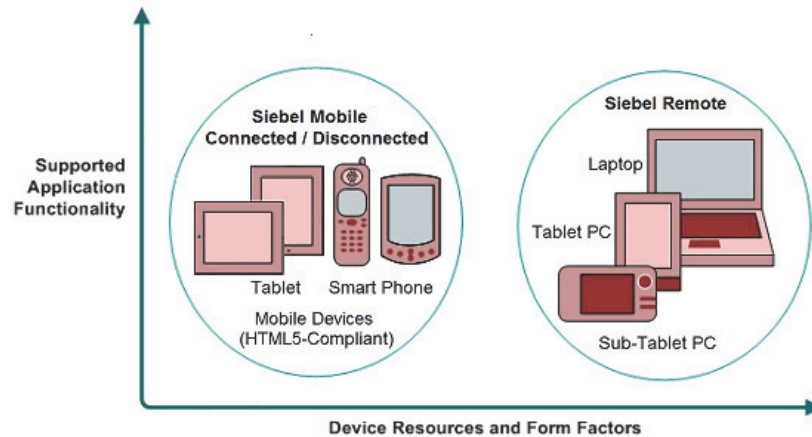 Supported
Application
Functionality
Siebel Mobile
Connected / Disconnected
Tablet
Smart Phone
Mobile Devices
(HTML5-Compliant)
Siebel Remote
Laptop
Tablet PC
Sub-Tablet PC
Device Resources and Form Factors